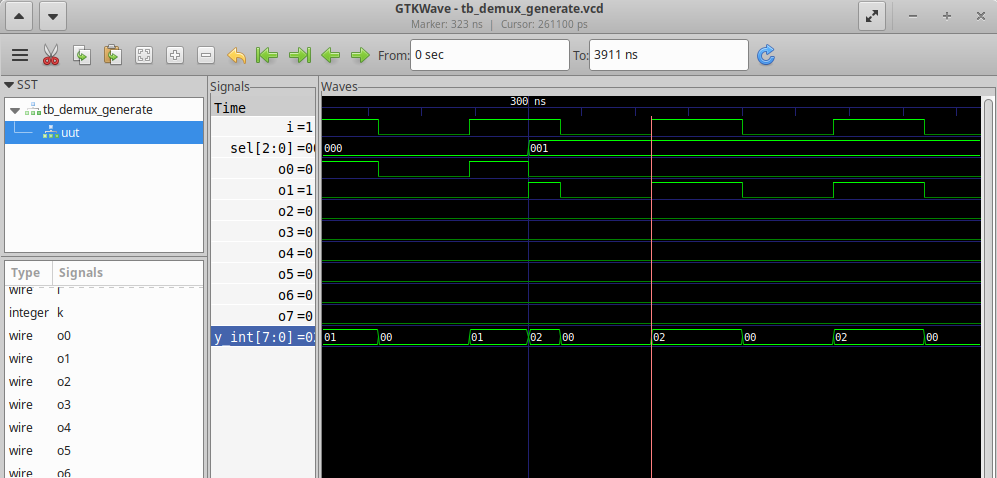 GTKWave - tb_demux_generate.vcd
Marker: 323 ns | Cursor: 261100 ps
From: 0 sec To: 3911 ns
SST
tb_demux_generate
uut
Type Signals
wire i
integer k
wire o0
wire o1
wire o2
wire o3
wire o4
wire o5
wire o6
Signals
Time
i=1
sel[2:0]=00
o0=0
o1=1
o2=0
o3=0
o4=0
o5=0
o6=0
o7=0
y_int[7:0]=0
Waves
300 ns
000 001
01 00 01 02 00 02 00 02 00